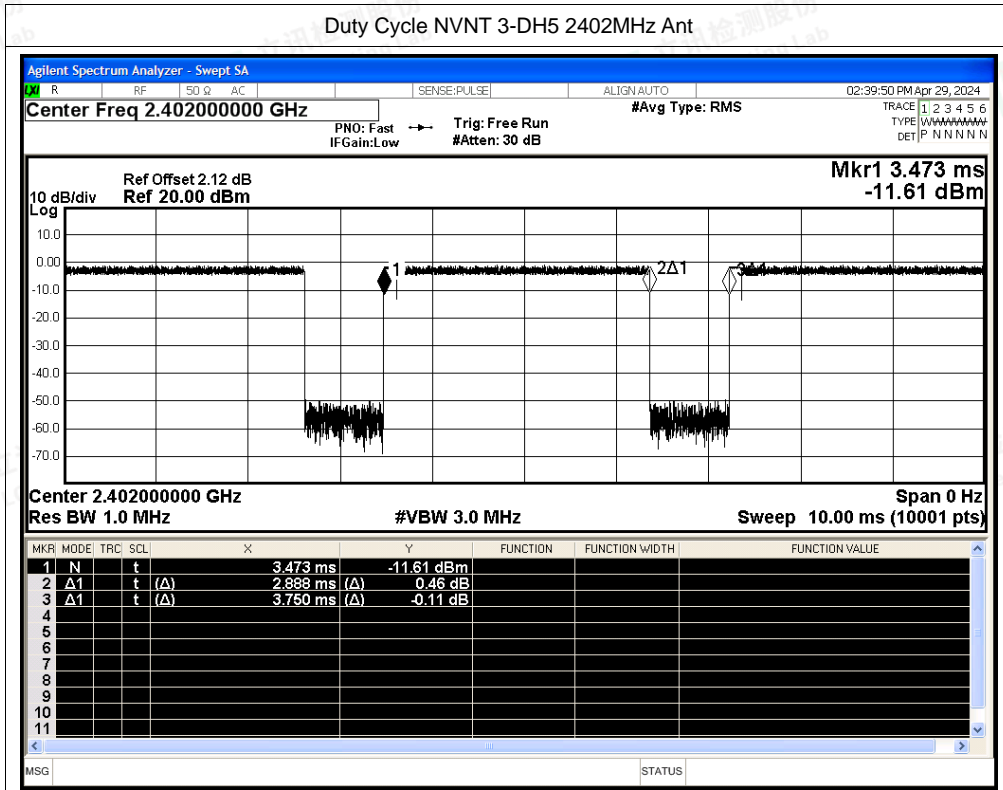 Duty Cycle NVNT 3-DH5 2402MHz Ant
Agilent Spectrum Analyzer - Swept SA
LXI R RF 50 Ω AC SENSE:PULSE ALIGN AUTO 02:39:50 PM Apr 29, 2024
Center Freq 2.402000000 GHz #Avg Type: RMS TRACE 1 2 3 4 5 6
PNO: Fast Trig: Free Run TYPE WWWWWW
IFGain:Low #Atten: 30 dB DET P N N N N N
Mkr1 3.473 ms
Ref Offset 2.12 dB
10 dB/div Ref 20.00 dBm -11.61 dBm
Log
10.0
0.00
1 2Δ1 3Δ1
-10.0
-20.0
-30.0
-40.0
-50.0
-60.0
-70.0
Center 2.402000000 GHz Span 0 Hz
Res BW 1.0 MHz #VBW 3.0 MHz Sweep 10.00 ms (10001 pts)
MKR MODE TRC SCL X Y FUNCTION FUNCTION WIDTH FUNCTION VALUE
1 N t 3.473 ms -11.61 dBm
2 Δ1 t (Δ) 2.888 ms (Δ) 0.46 dB
3 Δ1 t (Δ) 3.750 ms (Δ) -0.11 dB
4
5
6
7
8
9
10
11
MSG STATUS